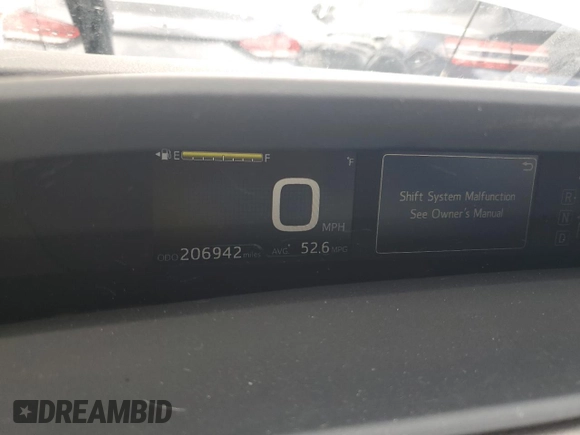 E F
°F
0 MPH
ODO 206942 miles AVG 52.6 MPG
Shift System Malfunction
See Owner's Manual
R
N
D
DREAMBID